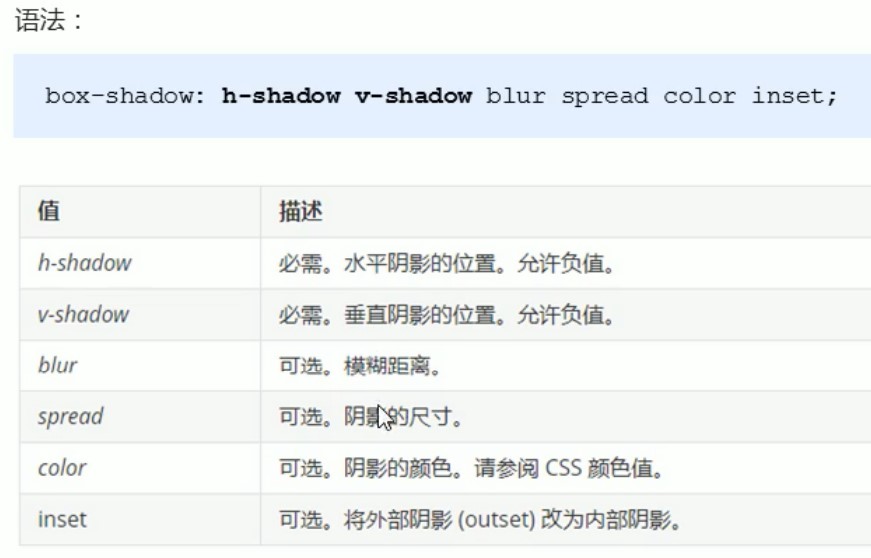 语法：
box-shadow: h-shadow v-shadow blur spread color inset;
值 描述
h-shadow 必需。水平阴影的位置。允许负值。
v-shadow 必需。垂直阴影的位置。允许负值。
blur 可选。模糊距离。
spread 可选。阴影的尺寸。
color 可选。阴影的颜色。请参阅 CSS 颜色值。
inset 可选。将外部阴影 (outset) 改为内部阴影。